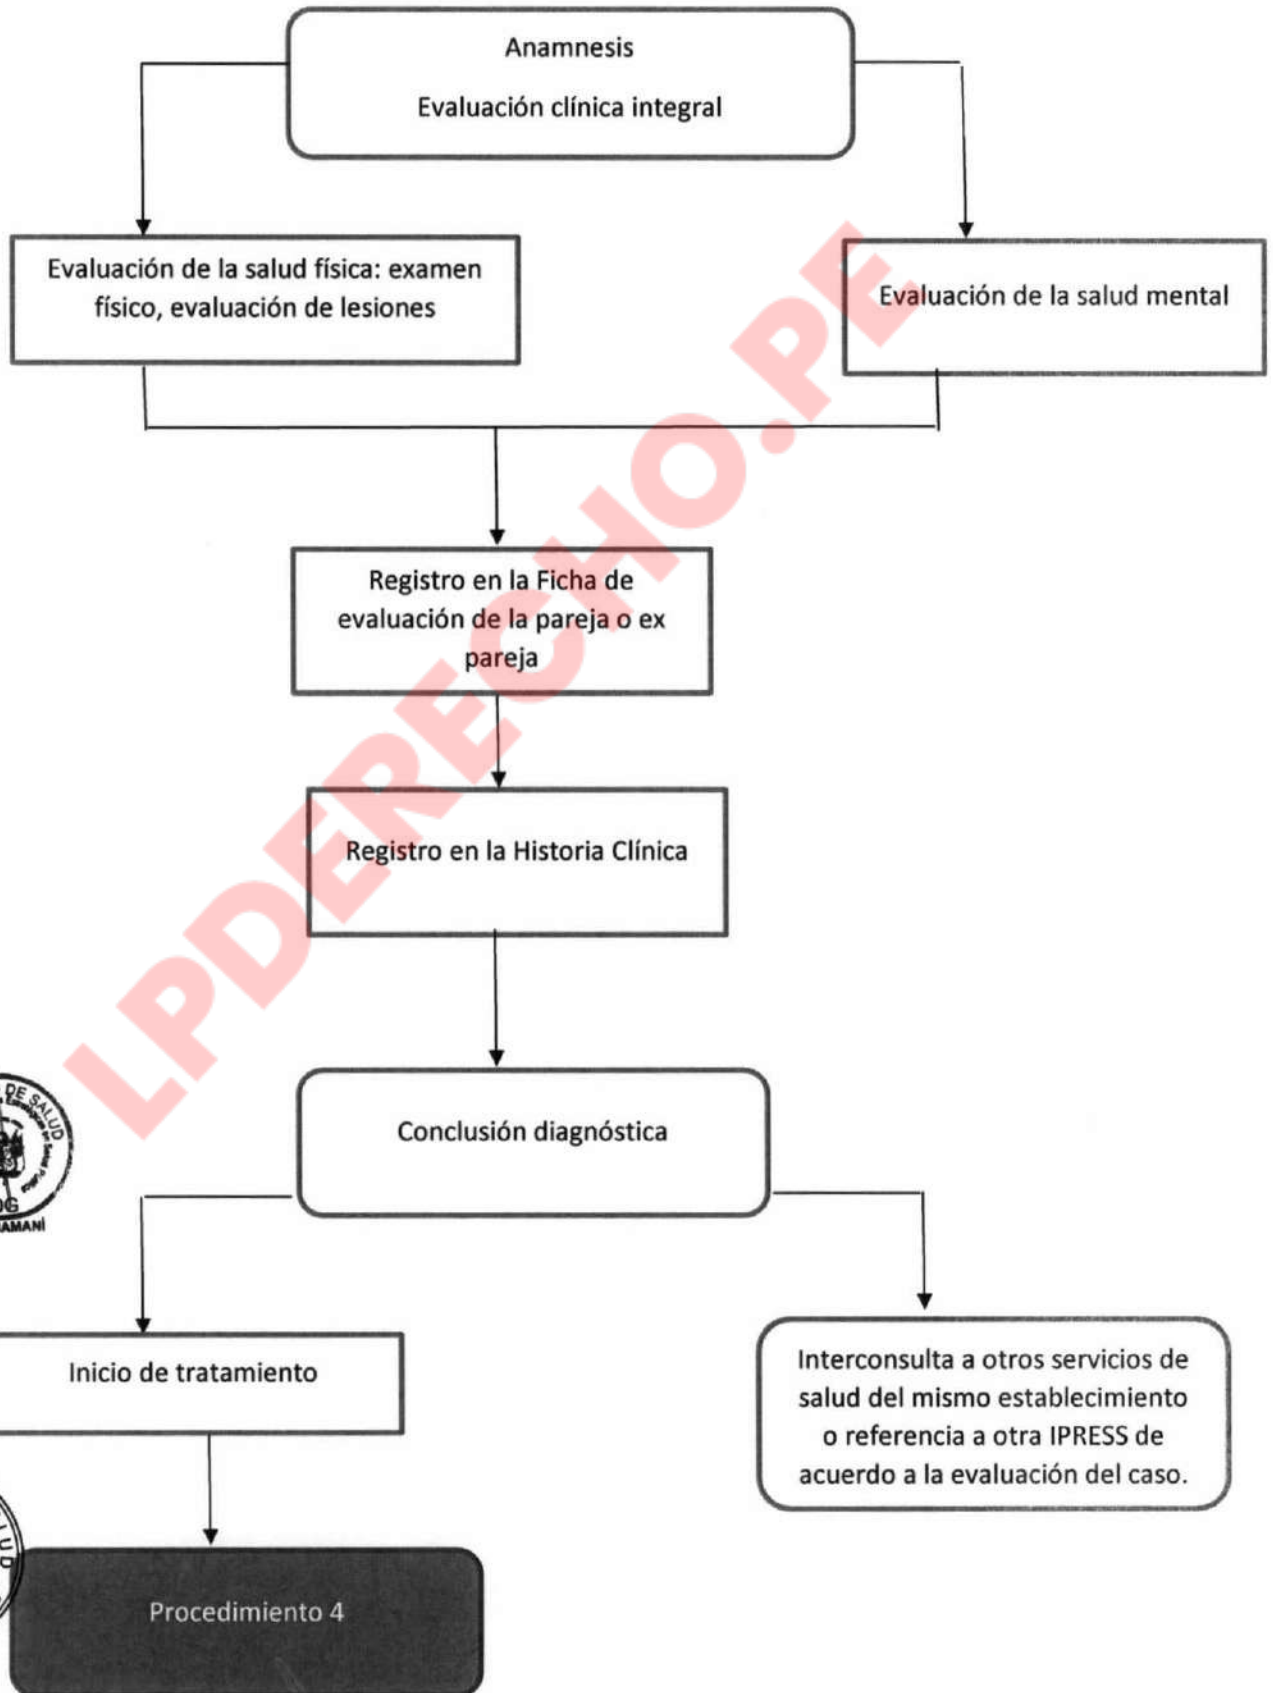 Anamnesis
Evaluación clínica integral
Evaluación de la salud física: examen
físico, evaluación de lesiones
Evaluación de la salud mental
Registro en la Ficha de
evaluación de la pareja o ex
pareja
Registro en la Historia Clínica
Conclusión diagnóstica
Inicio de tratamiento
Interconsulta a otros servicios de
salud del mismo establecimiento
o referencia a otra IPRESS de
acuerdo a la evaluación del caso.
Procedimiento 4
LPDERECHO.PE
DE SALUD